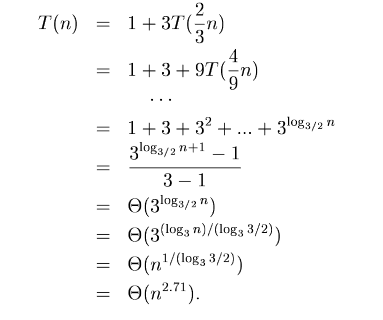 T(n) = 1 + 3T(2/3 n)
= 1 + 3 + 9T(4/9 n)
...
= 1 + 3 + 3^2 + ... + 3^{log_{3/2} n}
= (3^{log_{3/2} n+1} − 1)/(3 − 1)
= Θ(3^{log_{3/2} n})
= Θ(3^{(log_3 n)/(log_3 3/2)})
= Θ(n^{1/(log_3 3/2)})
= Θ(n^{2.71}).